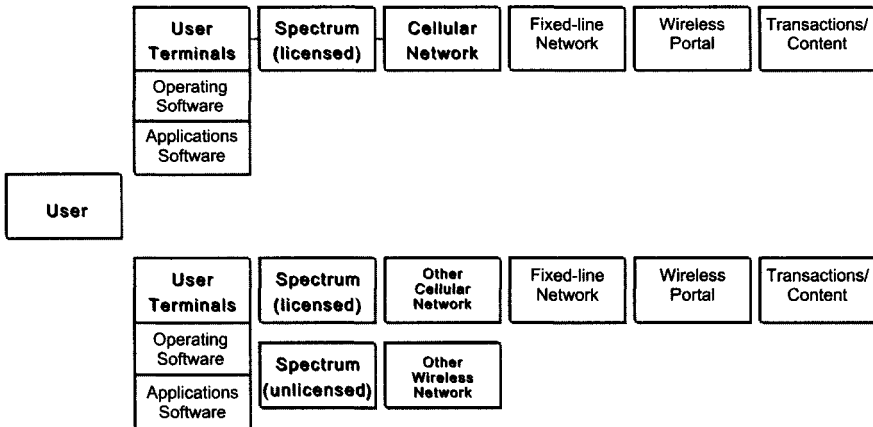 User
Terminals
Spectrum
(licensed)
Cellular
Network
Fixed-line
Network
Wireless
Portal
Transactions/
Content
Operating
Software
Applications
Software
User
User
Terminals
Spectrum
(licensed)
Other
Cellular
Network
Fixed-line
Network
Wireless
Portal
Transactions/
Content
Operating
Software
Spectrum
(unlicensed)
Other
Wireless
Network
Applications
Software